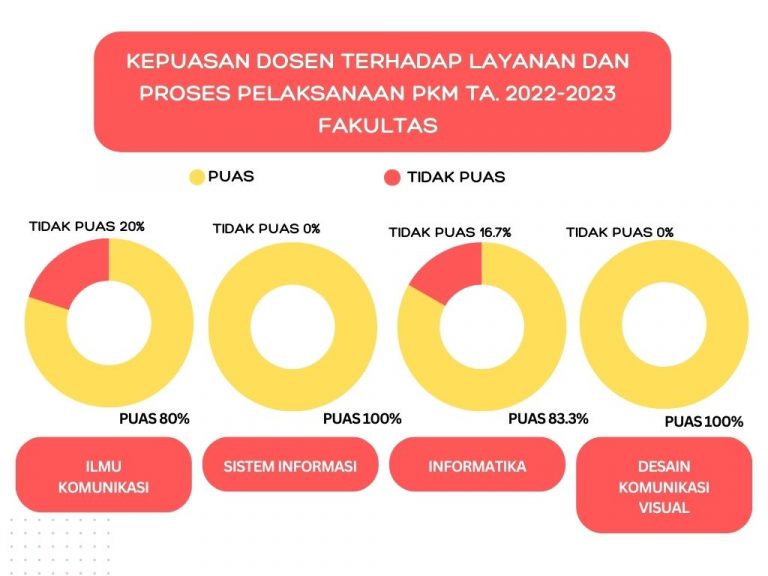 KEPUASAN DOSEN TERHADAP LAYANAN DAN
PROSES PELAKSANAAN PKM TA. 2022-2023
FAKULTAS
PUAS
TIDAK PUAS
TIDAK PUAS 20%
TIDAK PUAS 0%
TIDAK PUAS 16.7%
TIDAK PUAS 0%
PUAS 80%
PUAS 100%
PUAS 83.3%
PUAS 100%
ILMU
KOMUNIKASI
SISTEM INFORMASI
INFORMATIKA
DESAIN
KOMUNIKASI
VISUAL